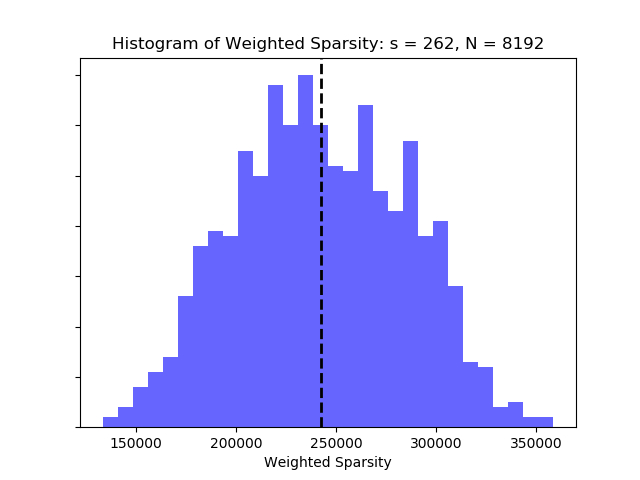 Histogram of Weighted Sparsity: s = 262, N = 8192
150000 200000 250000 300000 350000
Weighted Sparsity